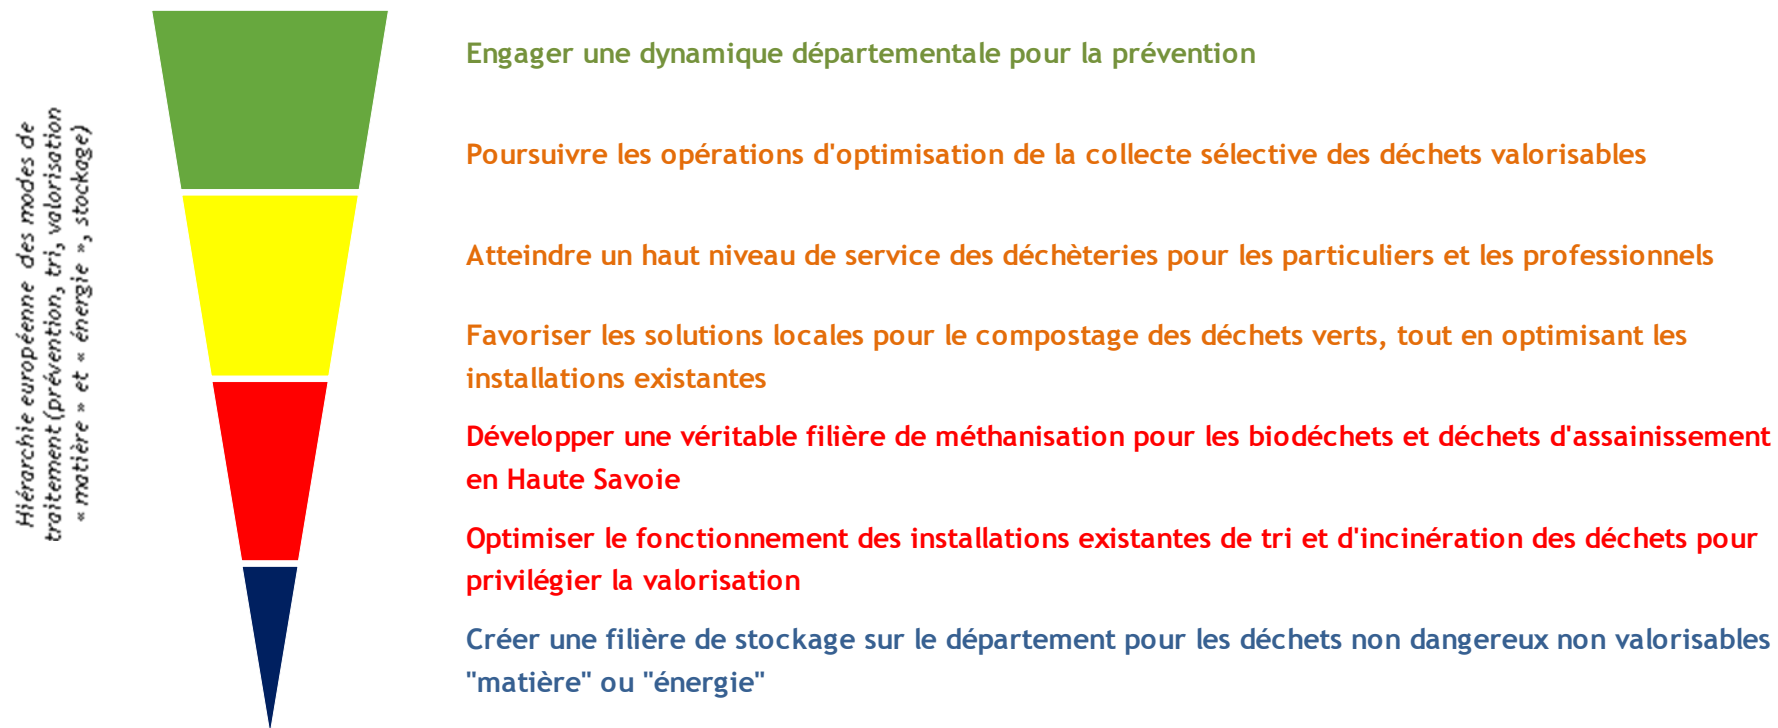 Hiérarchie européenne des modes de
traitement (prévention, tri, valorisation
« matière » et « énergie », stockage)
Engager une dynamique départementale pour la prévention
Poursuivre les opérations d'optimisation de la collecte sélective des déchets valorisables
Atteindre un haut niveau de service des déchèteries pour les particuliers et les professionnels
Favoriser les solutions locales pour le compostage des déchets verts, tout en optimisant les
installations existantes
Développer une véritable filière de méthanisation pour les biodéchets et déchets d'assainissement
en Haute Savoie
Optimiser le fonctionnement des installations existantes de tri et d'incinération des déchets pour
privilégier la valorisation
Créer une filière de stockage sur le département pour les déchets non dangereux non valorisables
"matière" ou "énergie"